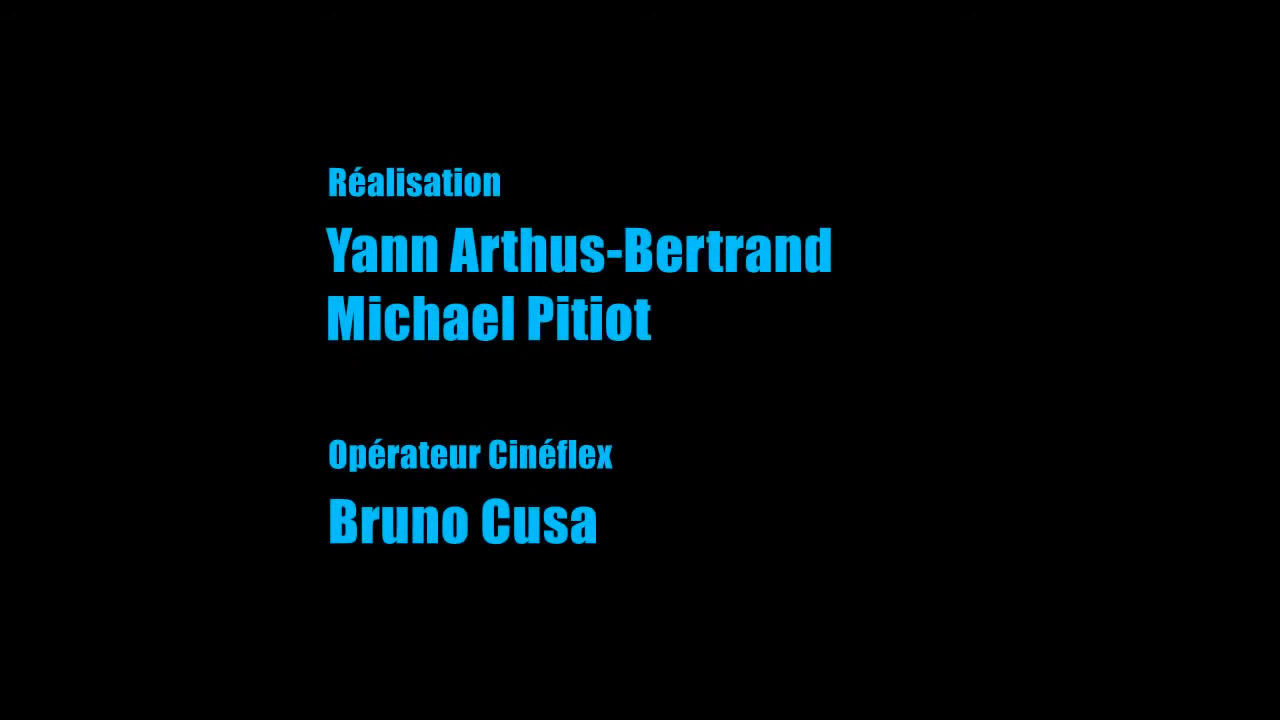 Réalisation
Yann Arthus-Bertrand
Michael Pitiot
Opérateur Cinéflex
Bruno Cusa